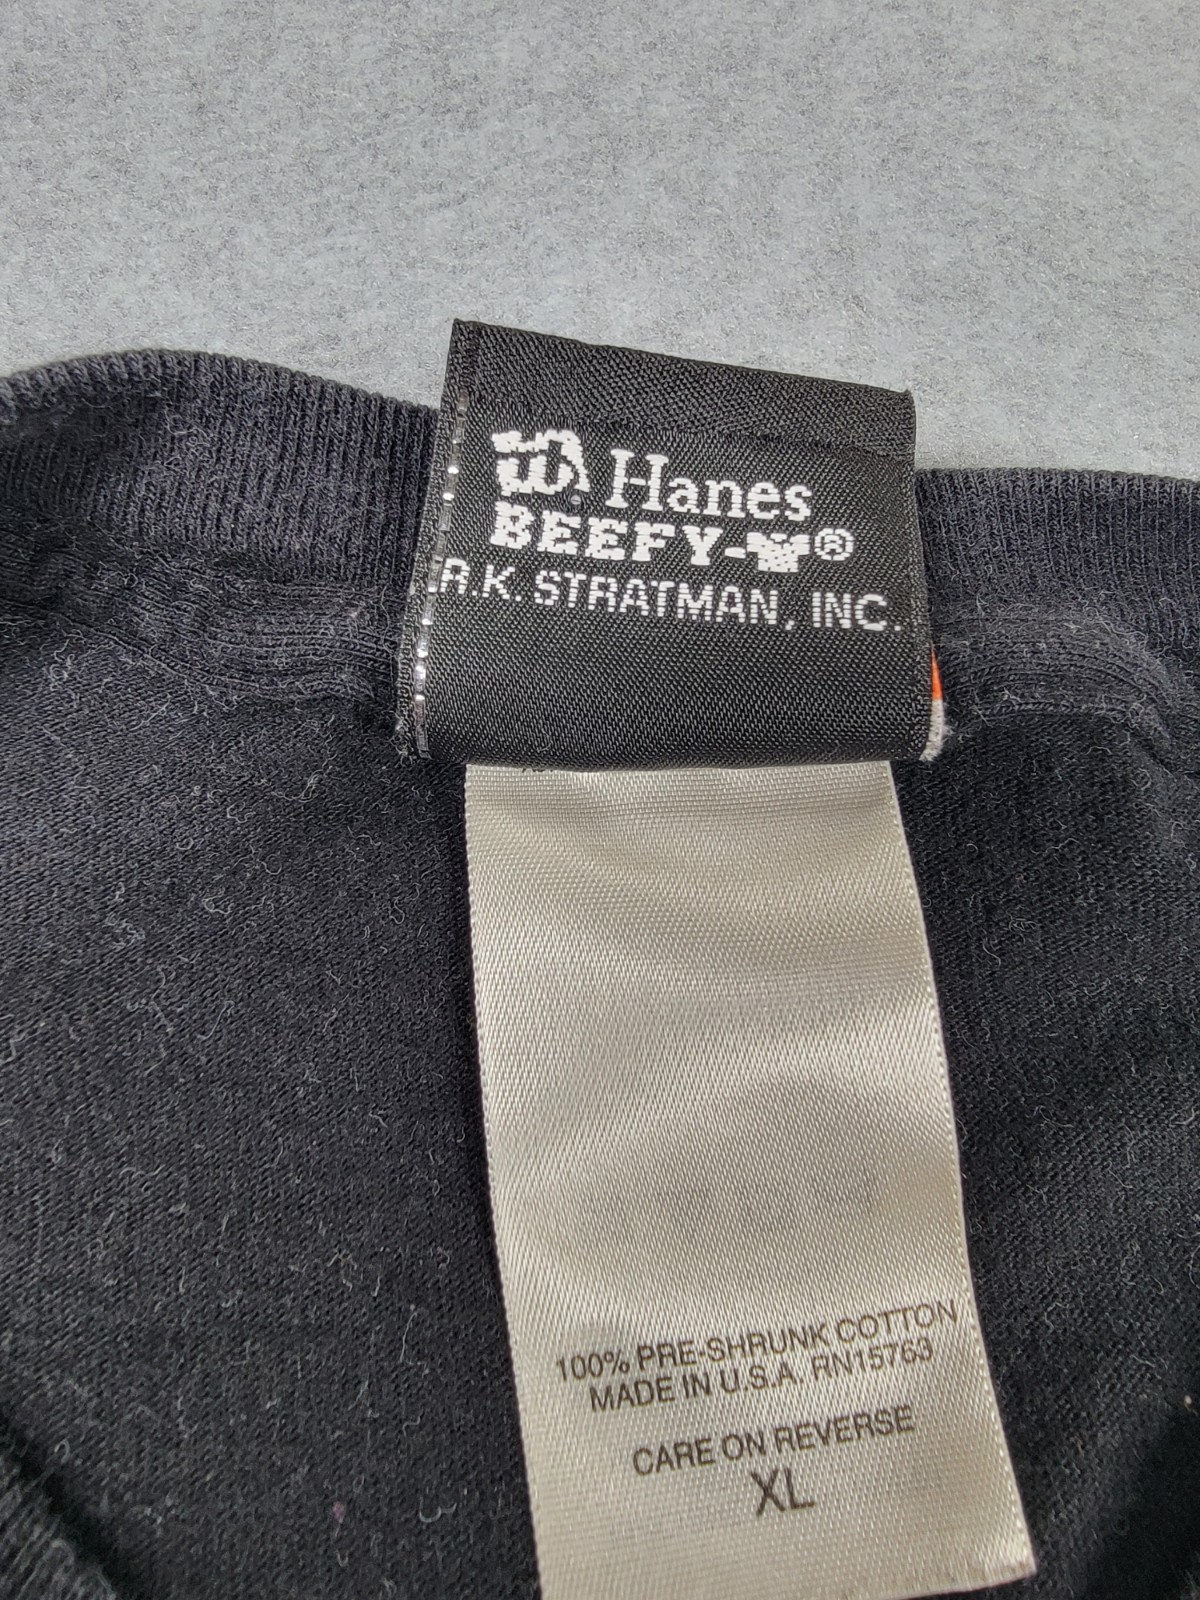 Hanes
BEEFY-T®
R.K. STRATMAN, INC.
100% PRE-SHRUNK COTTON
MADE IN U.S.A. RN15763
CARE ON REVERSE
XL